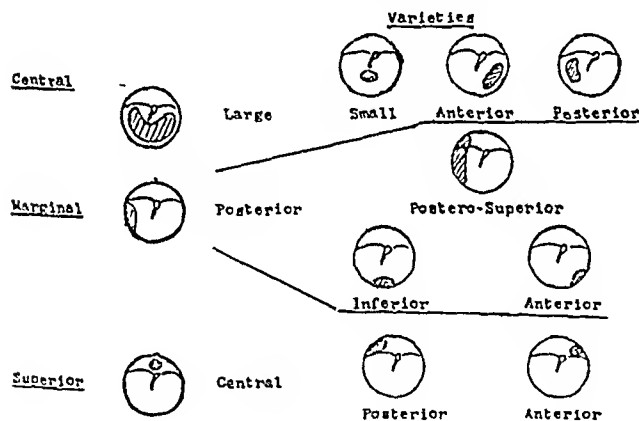 Varieties
Central
Large
Small Anterior Posterior
Marginal
Posterior
Postero-Superior
Inferior Anterior
Superior
Central
Posterior Anterior